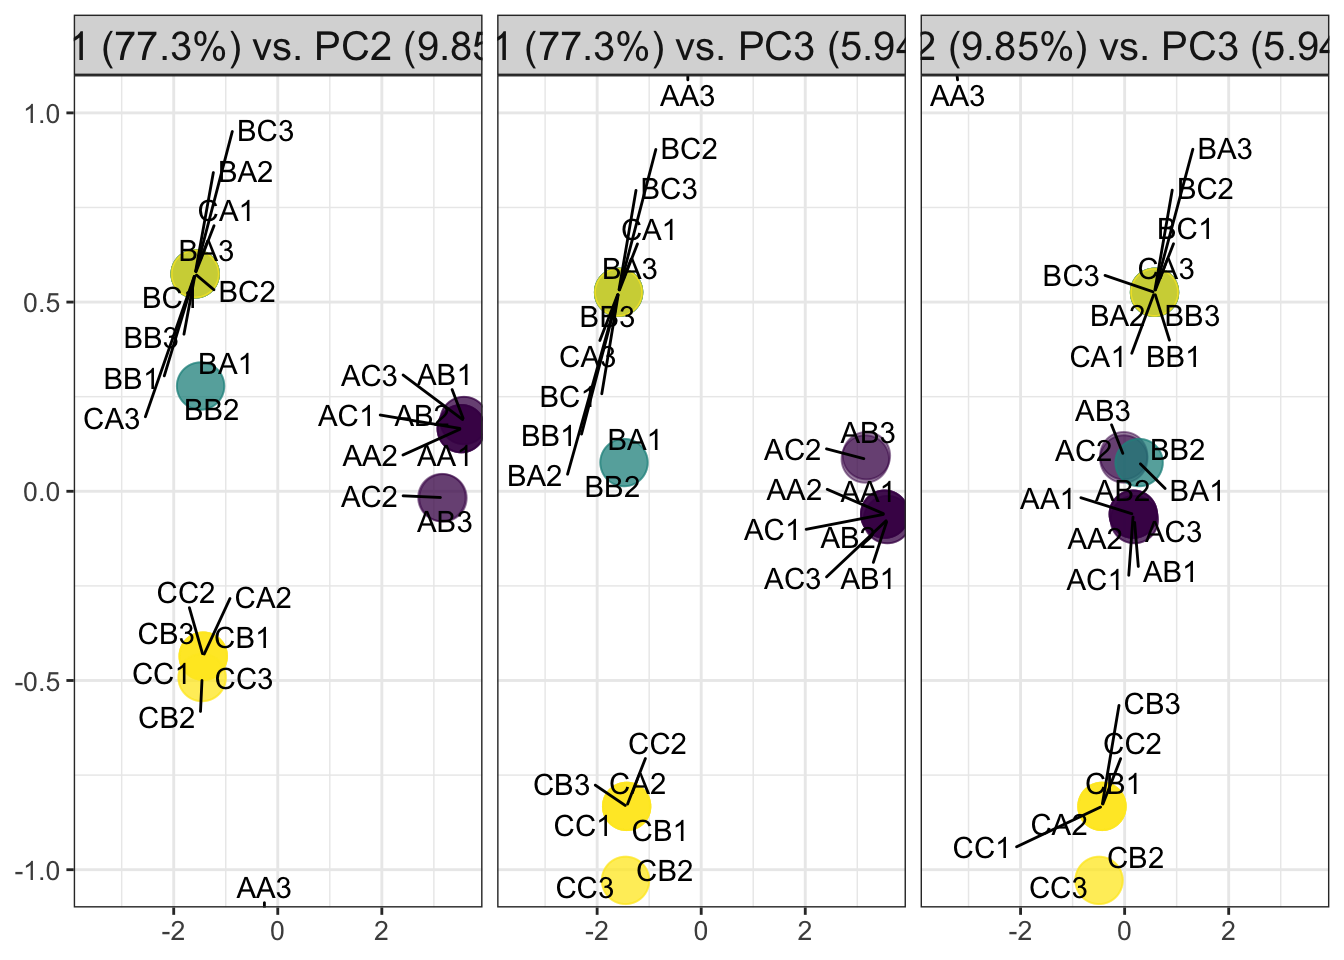 1 (77.3%) vs. PC2 (9.85
1 (77.3%) vs. PC3 (5.94
2 (9.85%) vs. PC3 (5.94
1.0
0.5
0.0
-0.5
-1.0
BC3
BA2
CA1
BA3
BC1
BC2
BB3
BB1
BA1
CA3
BB2
AC3
AB1
AC1
AB2
AA2
AA1
AC2
AB3
CC2
CA2
CB3
CB1
CC1
CC3
CB2
AA3
-2
0
2
AA3
BC2
BC3
CA1
BA3
BB3
CA3
BC1
BB1
BA1
BA2
BB2
AB3
AC2
AA2
AA1
AC1
AB2
AC3
AB1
CC2
CB3
CA2
CC1
CB1
CB2
CC3
-2
0
2
AA3
BA3
BC2
BC1
BC3
CA3
BA2
BB3
CA1
BB1
AB3
AC2
BB2
AB2
BA1
AA1
AA2
AC3
AC1
AB1
CB3
CC2
CB1
CA2
CC1
CB2
CC3
-2
0
2